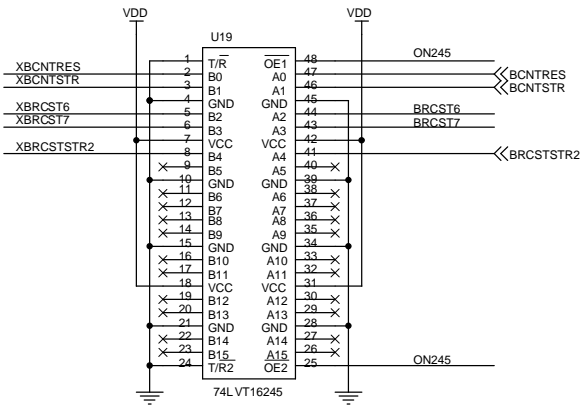 VDD VDD
U19
1 T/R OE1 48 ON245
XBCNTRES 2 B0 A0 47 BCNTRES
XBCNTSTR 3 B1 A1 46 BCNTSTR
4 GND GND 45
XBRCST6 5 B2 A2 44 BRCST6
XBRCST7 6 B3 A3 43 BRCST7
7 VCC VCC 42
XBRCSTSTR2 8 B4 A4 41 BRCSTSTR2
9 B5 A5 40
10 GND GND 39
11 B6 A6 38
12 B7 A7 37
13 B8 A8 36
14 B9 A9 35
15 GND GND 34
16 B10 A10 33
17 B11 A11 32
18 VCC VCC 31
19 B12 A12 30
20 B13 A13 29
21 GND GND 28
22 B14 A14 27
23 B15 A15 26
24 T/R2 OE2 25 ON245
74LVT16245